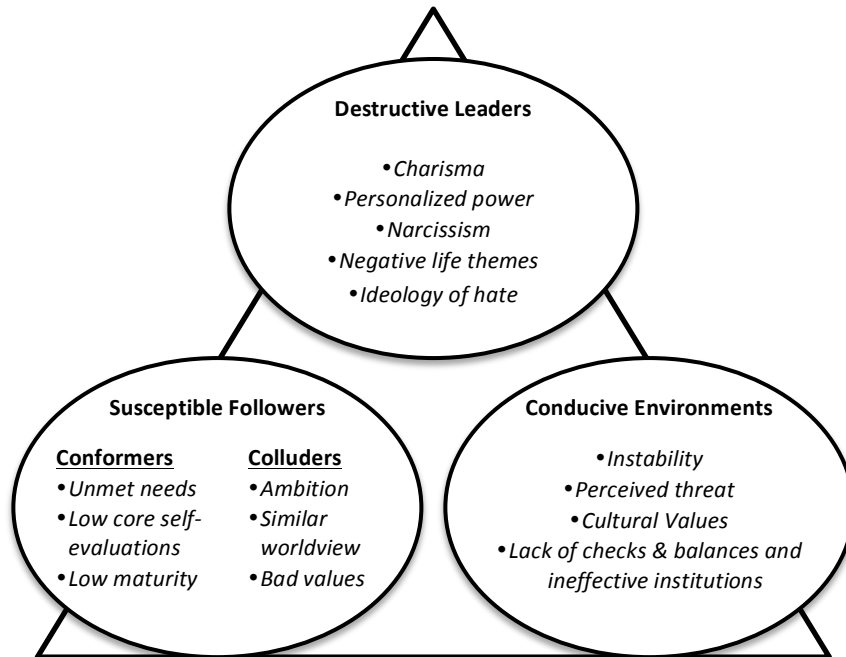 Destructive Leaders
•Charisma
•Personalized power
•Narcissism
•Negative life themes
•Ideology of hate
Susceptible Followers
Conformers
•Unmet needs
•Low core self-
evaluations
•Low maturity
Colluders
•Ambition
•Similar
worldview
•Bad values
Conducive Environments
•Instability
•Perceived threat
•Cultural Values
•Lack of checks & balances and
ineffective institutions